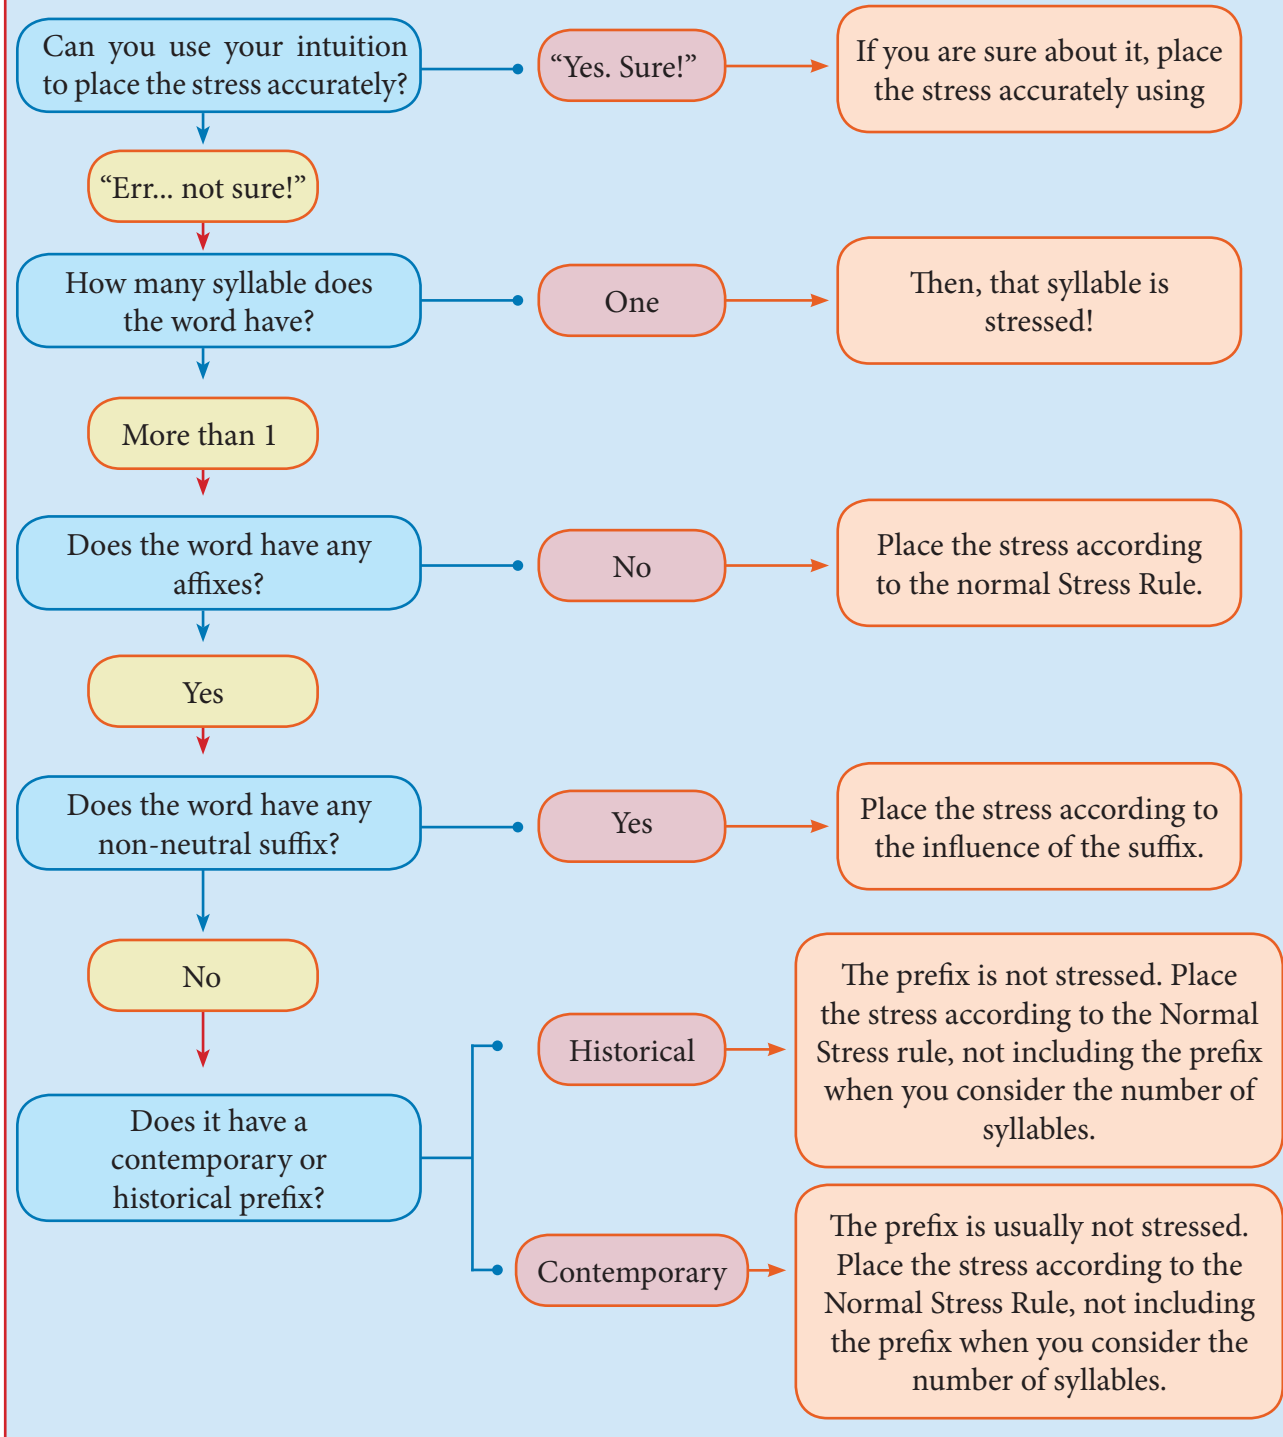 Can you use your intuition
to place the stress accurately?
“Yes. Sure!”
If you are sure about it, place
the stress accurately using
“Err... not sure!”
How many syllable does
the word have?
One
Then, that syllable is
stressed!
More than 1
Does the word have any
affixes?
No
Place the stress according
to the normal Stress Rule.
Yes
Does the word have any
non-neutral suffix?
Yes
Place the stress according to
the influence of the suffix.
No
Does it have a
contemporary or
historical prefix?
Historical
The prefix is not stressed. Place
the stress according to the Normal
Stress rule, not including the prefix
when you consider the number of
syllables.
Contemporary
The prefix is usually not stressed.
Place the stress according to the
Normal Stress Rule, not including
the prefix when you consider the
number of syllables.